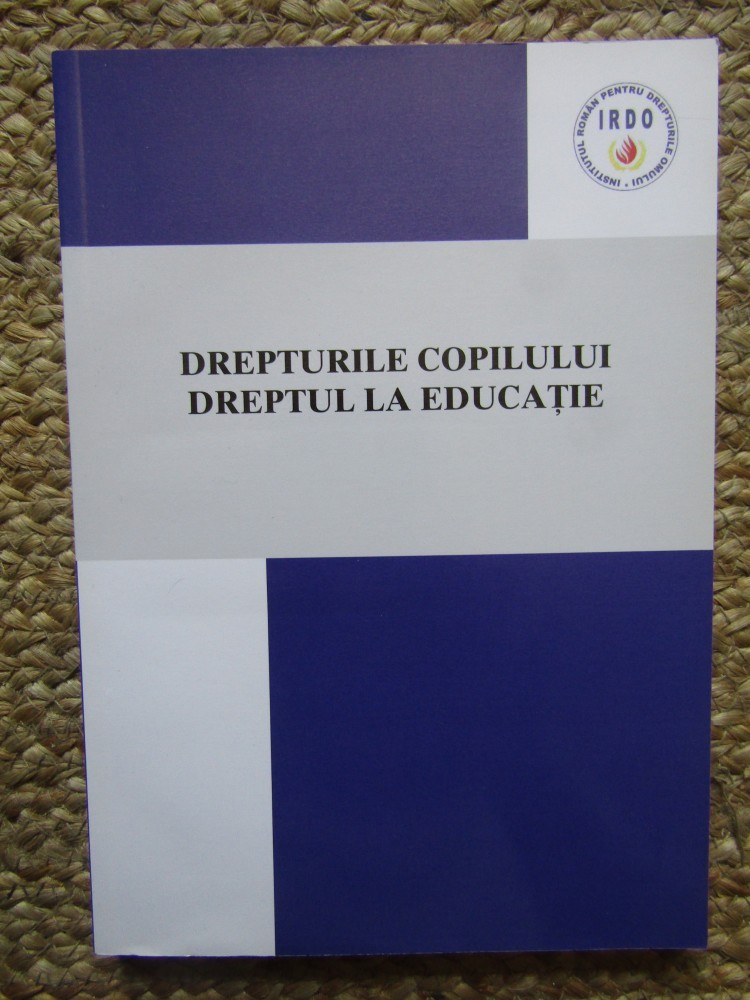 INSTITUTUL ROMÂN PENTRU DREPTURILE OMULUI *
IRDO
DREPTURILE COPILULUI
DREPTUL LA EDUCAȚIE